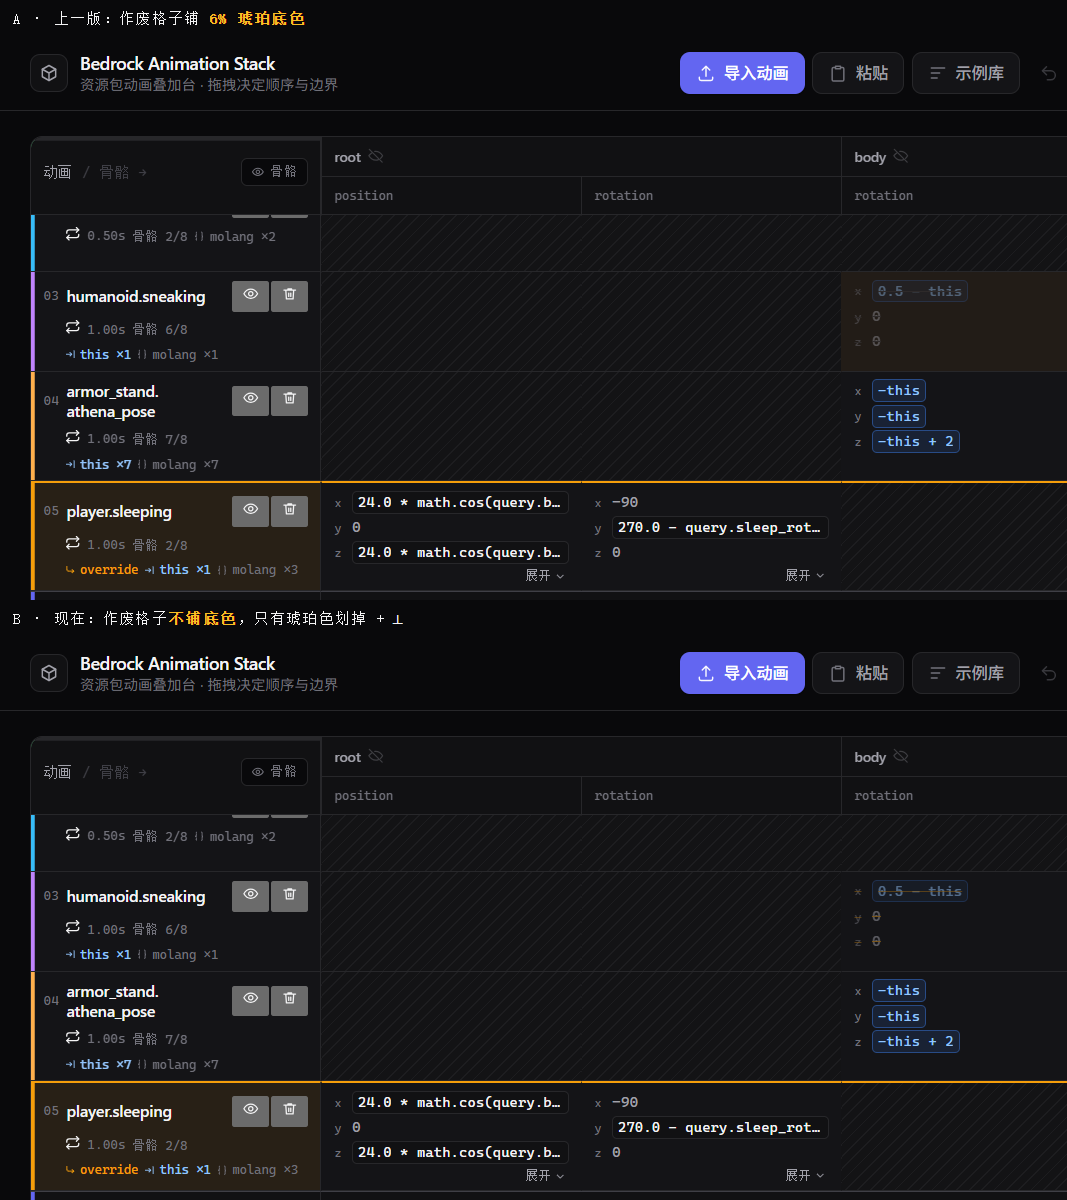 A · 上一版：作废格子铺 6% 琥珀底色
Bedrock Animation Stack
资源包动画叠加台 · 拖拽决定顺序与边界
导入动画
粘贴
示例库
动画 / 骨骼 →
骨骼
root
body
position
rotation
rotation
0.50s 骨骼 2/8 molang ×2
03 humanoid.sneaking
1.00s 骨骼 6/8
this ×1 molang ×1
x 0.5 - this
y 0
z 0
04 armor_stand.
athena_pose
1.00s 骨骼 7/8
this ×7 molang ×7
x -this
y -this
z -this + 2
05 player.sleeping
1.00s 骨骼 2/8
override this ×1 molang ×3
x 24.0 * math.cos(query.b…
y 0
z 24.0 * math.cos(query.b…
展开
x -90
y 270.0 - query.sleep_rot…
z 0
展开
B · 现在：作废格子不铺底色，只有琥珀色划掉 + ⊥
Bedrock Animation Stack
资源包动画叠加台 · 拖拽决定顺序与边界
导入动画
粘贴
示例库
动画 / 骨骼 →
骨骼
root
body
position
rotation
rotation
0.50s 骨骼 2/8 molang ×2
03 humanoid.sneaking
1.00s 骨骼 6/8
this ×1 molang ×1
x 0.5 - this
y 0
z 0
04 armor_stand.
athena_pose
1.00s 骨骼 7/8
this ×7 molang ×7
x -this
y -this
z -this + 2
05 player.sleeping
1.00s 骨骼 2/8
override this ×1 molang ×3
x 24.0 * math.cos(query.b…
y 0
z 24.0 * math.cos(query.b…
展开
x -90
y 270.0 - query.sleep_rot…
z 0
展开